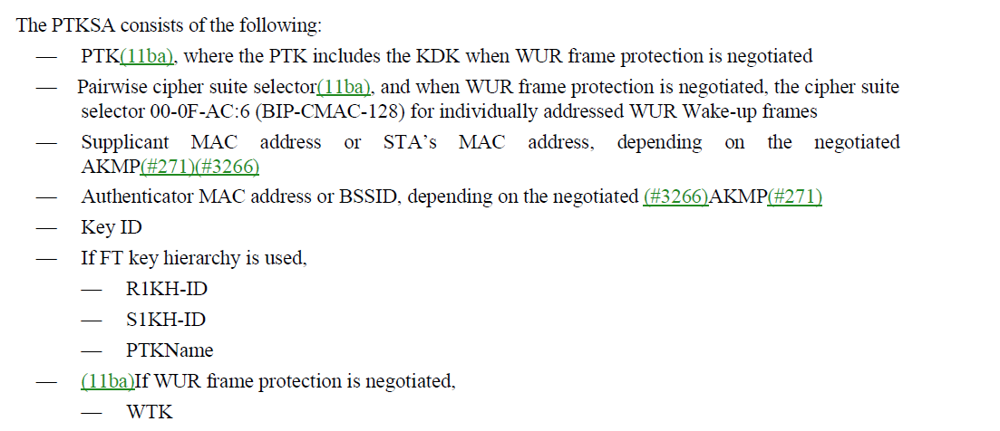 The PTKSA consists of the following:
— PTK(11ba), where the PTK includes the KDK when WUR frame protection is negotiated
— Pairwise cipher suite selector(11ba), and when WUR frame protection is negotiated, the cipher suite
selector 00-0F-AC:6 (BIP-CMAC-128) for individually addressed WUR Wake-up frames
— Supplicant MAC address or STA’s MAC address, depending on the negotiated
AKMP(#271)(#3266)
— Authenticator MAC address or BSSID, depending on the negotiated (#3266)AKMP(#271)
— Key ID
— If FT key hierarchy is used,
— R1KH-ID
— S1KH-ID
— PTKName
— (11ba)If WUR frame protection is negotiated,
— WTK